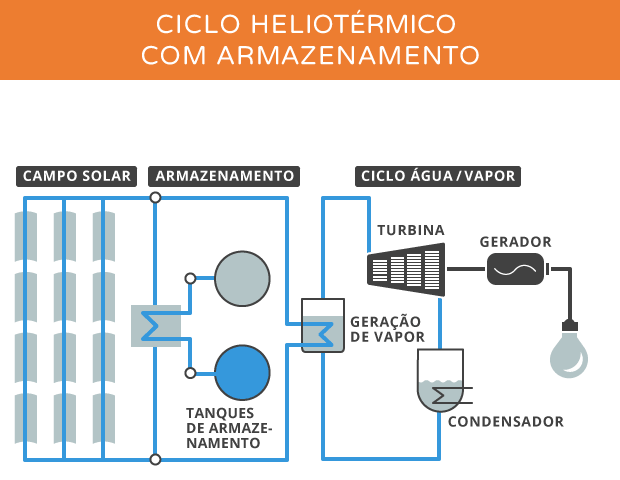 CICLO HELIOTÉRMICO
COM ARMAZENAMENTO
CAMPO SOLAR
ARMAZENAMENTO
CICLO ÁGUA / VAPOR
TURBINA
GERADOR
GERAÇÃO
DE VAPOR
TANQUES
DE ARMAZE-
NAMENTO
CONDENSADOR